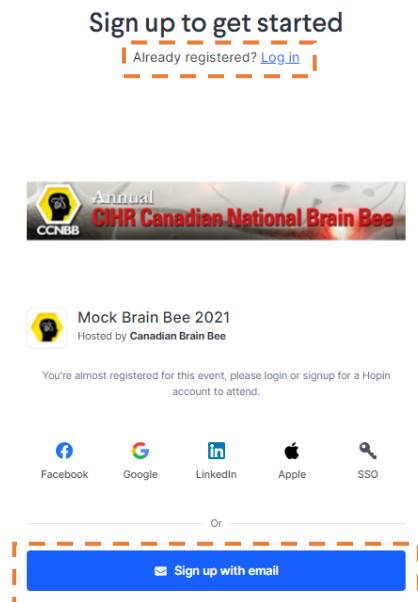 Sign up to get started
Already registered? Log in
Annual
CCNBB
CIHR Canadian National Brain Bee
Mock Brain Bee 2021
Hosted by Canadian Brain Bee
You're almost registered for this event, please login or signup for a Hopin
account to attend.
Facebook Google LinkedIn Apple SSO
Or
Sign up with email